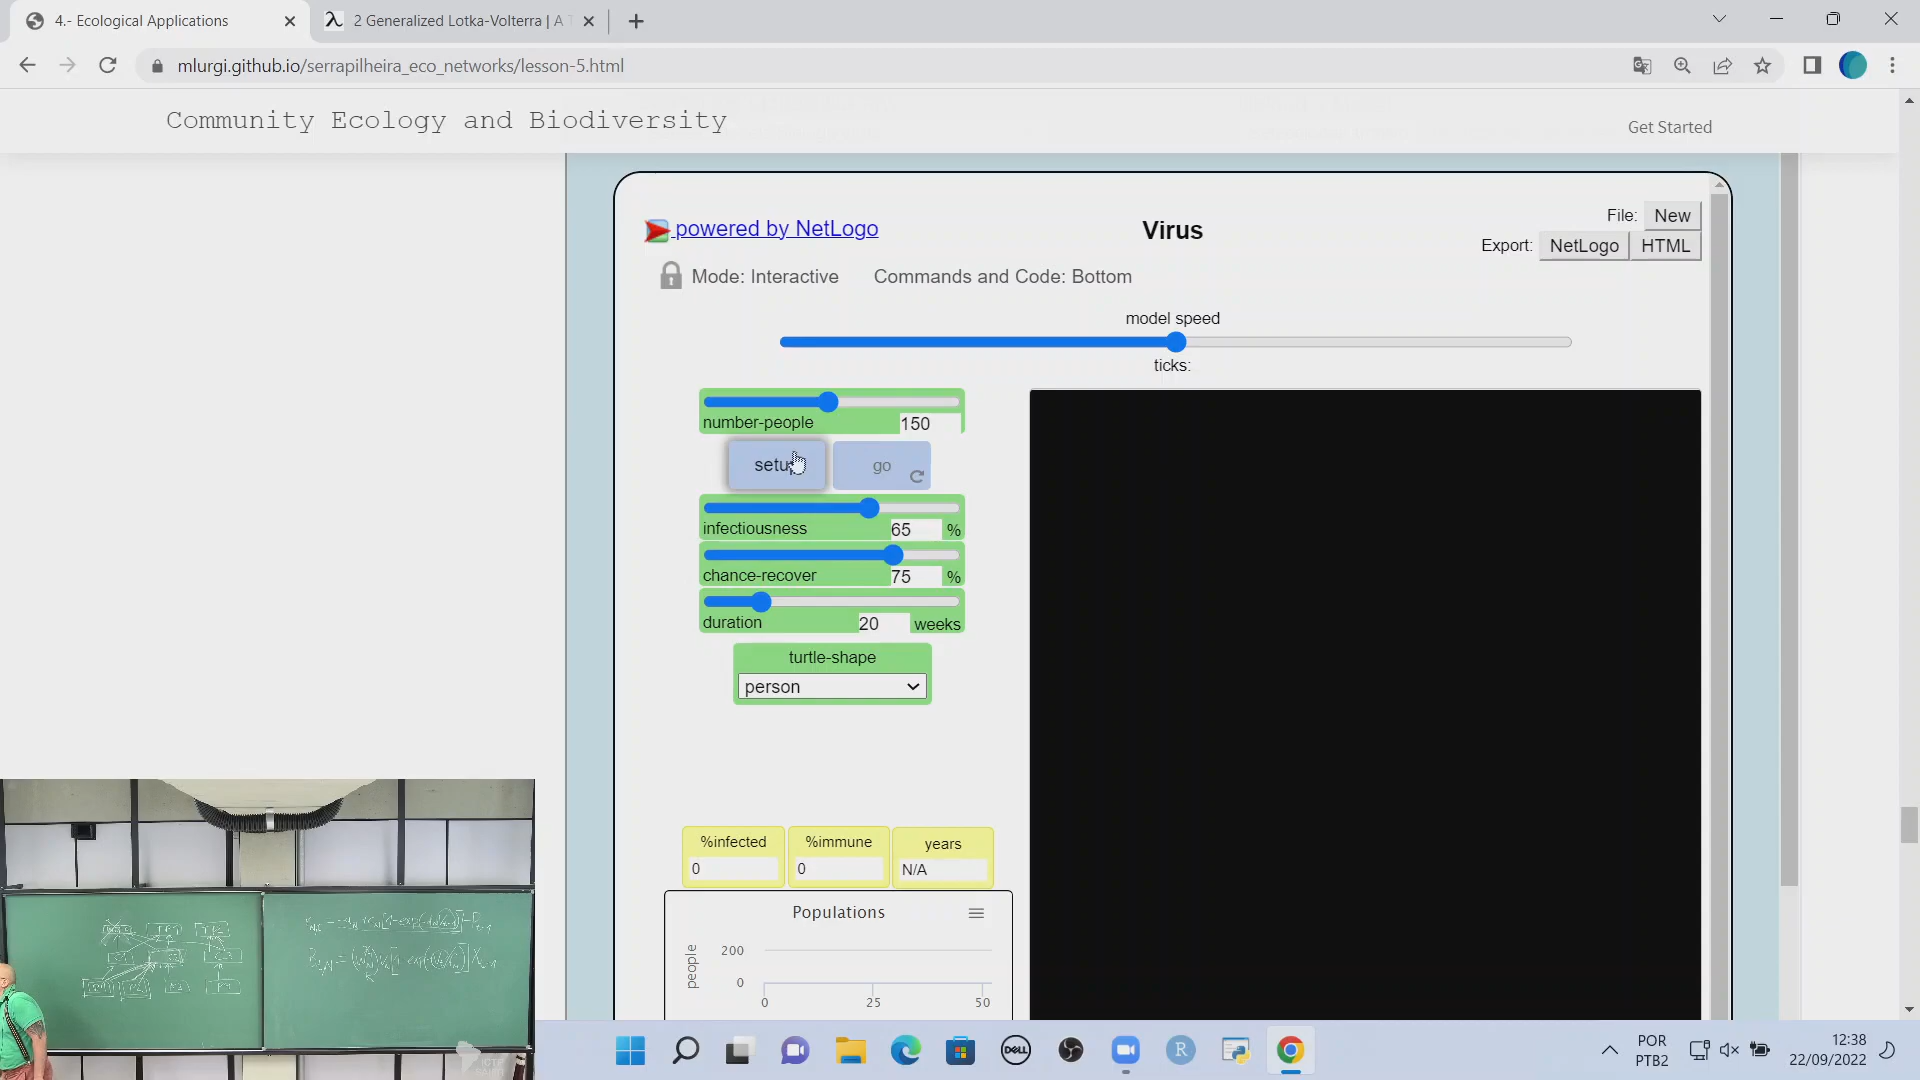 4.- Ecological Applications
2 Generalized Lotka-Volterra | A T
mlurgi.github.io/serrapilheira_eco_networks/lesson-5.html
Community Ecology and Biodiversity
Get Started
powered by NetLogo
Virus
File: New
Export: NetLogo HTML
Mode: Interactive
Commands and Code: Bottom
model speed
ticks:
number-people 150
setup
go
infectiousness 65 %
chance-recover 75 %
duration 20 weeks
turtle-shape
person
%infected
0
%immune
0
years
N/A
Populations
people
200
0
0 25 50
DELL
R
POR
PTB2
12:38
22/09/2022